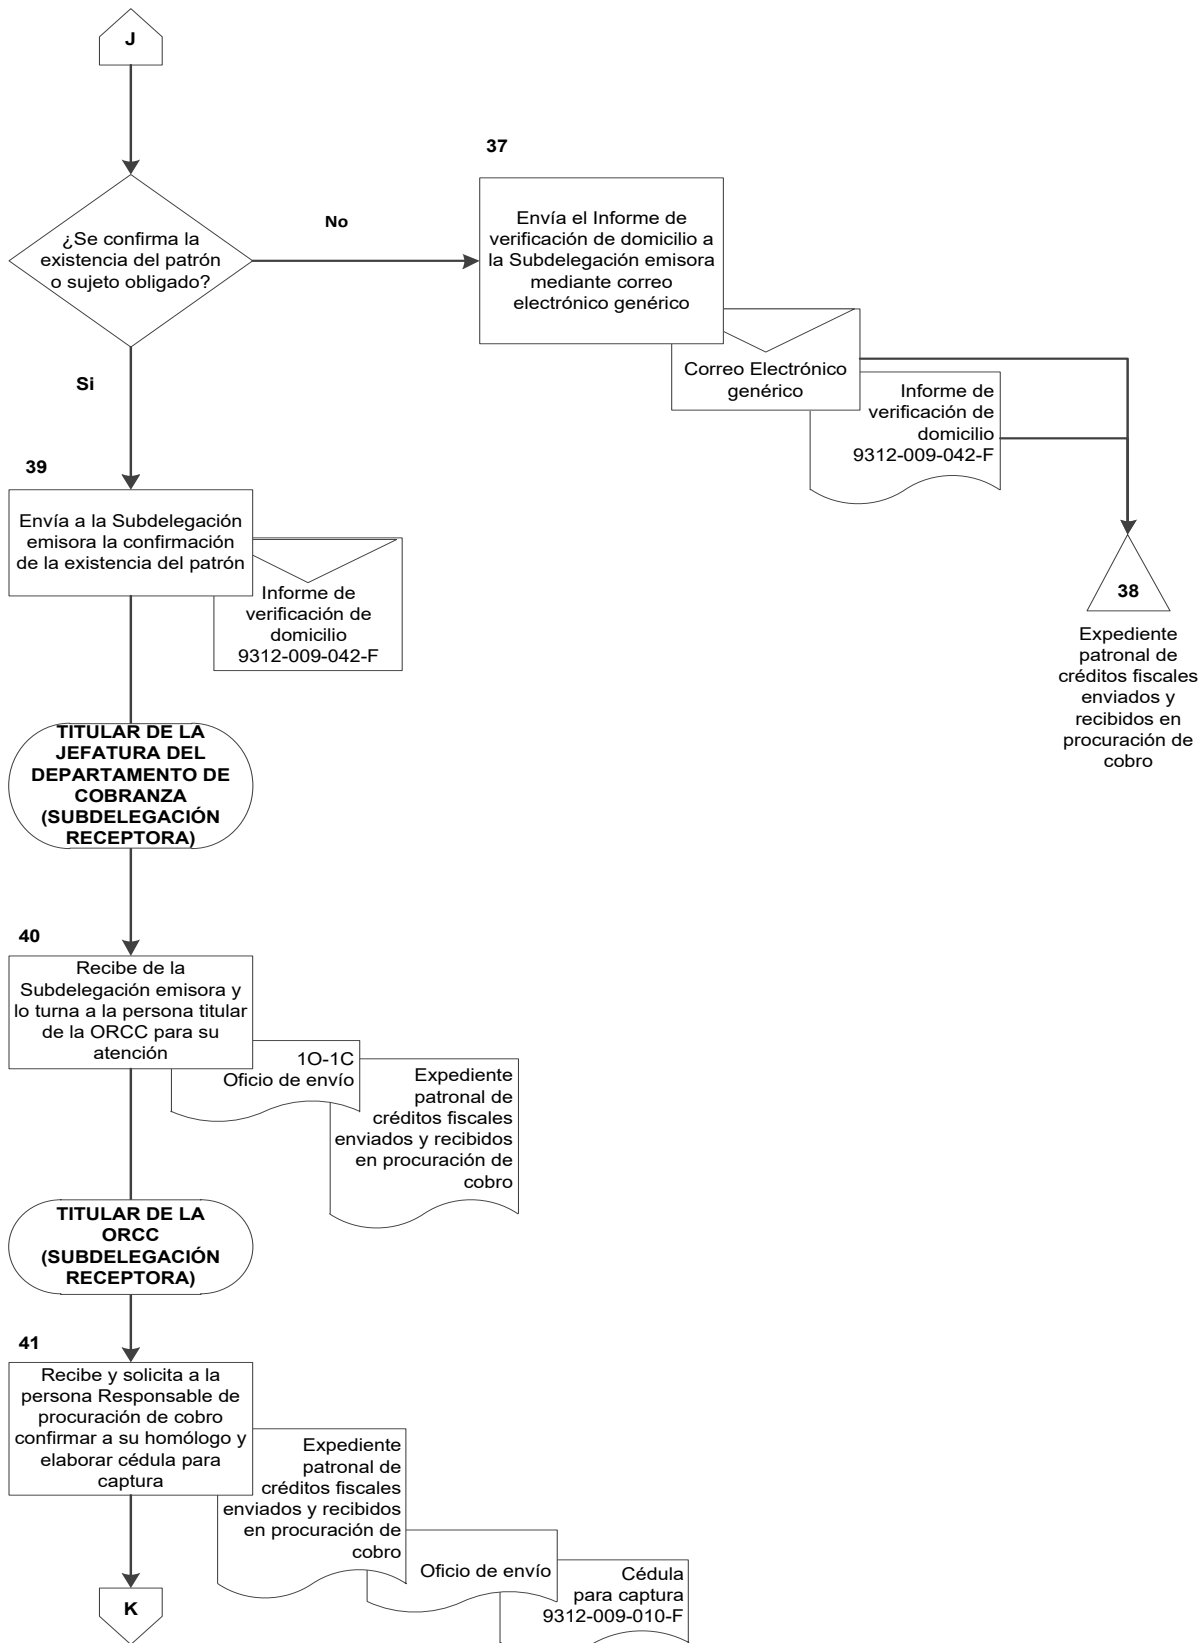 J
37
Envía el Informe de
verificación de domicilio a
la Subdelegación emisora
mediante correo
electrónico genérico
No
¿Se confirma la
existencia del patrón
o sujeto obligado?
Correo Electrónico
genérico
Informe de
verificación de
domicilio
9312-009-042-F
Si
38
Expediente
patronal de
créditos fiscales
enviados y
recibidos en
procuración de
cobro
39
Envía a la Subdelegación
emisora la confirmación
de la existencia del patrón
Informe de
verificación de
domicilio
9312-009-042-F
TITULAR DE LA
JEFATURA DEL
DEPARTAMENTO DE
COBRANZA
(SUBDELEGACIÓN
RECEPTORA)
40
Recibe de la
Subdelegación emisora y
lo turna a la persona titular
de la ORCC para su
atención
1O-1C
Oficio de envío
Expediente
patronal de
créditos fiscales
enviados y recibidos
en procuración de
cobro
TITULAR DE LA
ORCC
(SUBDELEGACIÓN
RECEPTORA)
41
Recibe y solicita a la
persona Responsable de
procuración de cobro
confirmar a su homólogo y
elaborar cédula para
captura
Expediente
patronal de
créditos fiscales
enviados y recibidos
en procuración de
cobro
Oficio de envío
Cédula
para captura
9312-009-010-F
K